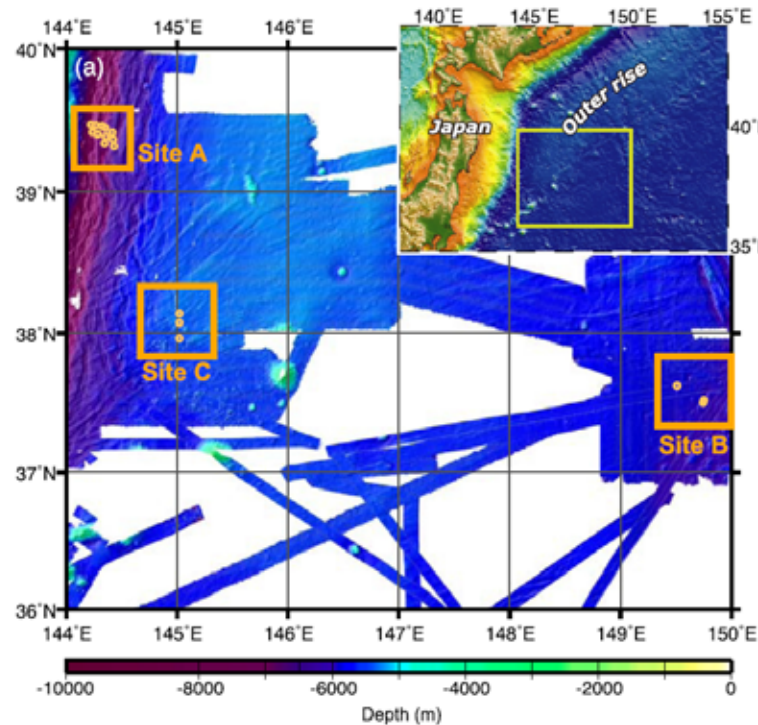 144˚E 145˚E 146˚E
140˚E 145˚E 150˚E 155˚E
40˚N
(a)
Outer rise
Japan
40˚N
Site A
39˚N
35˚N
38˚N
Site C
Site B
37˚N
36˚N
144˚E 145˚E 146˚E 147˚E 148˚E 149˚E 150˚E
-10000 -8000 -6000 -4000 -2000 0
Depth (m)